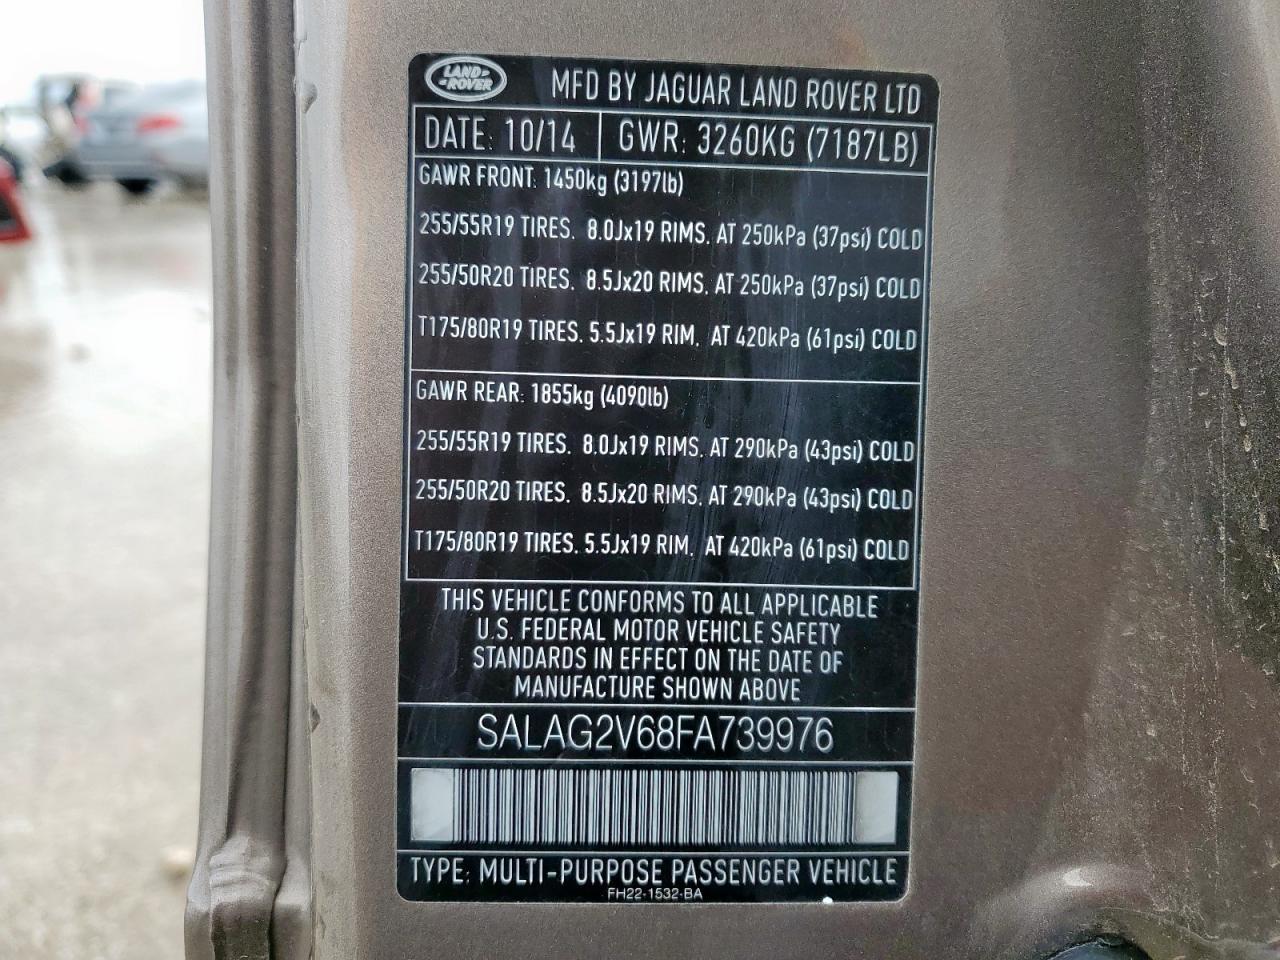 LAND ROVER
MFD BY JAGUAR LAND ROVER LTD
DATE: 10/14 GWR: 3260KG (7187LB)
GAWR FRONT: 1450kg (3197lb)
255/55R19 TIRES. 8.0Jx19 RIMS. AT 250kPa (37psi) COLD
255/50R20 TIRES. 8.5Jx20 RIMS. AT 250kPa (37psi) COLD
T175/80R19 TIRES. 5.5Jx19 RIM. AT 420kPa (61psi) COLD
GAWR REAR: 1855kg (4090lb)
255/55R19 TIRES. 8.0Jx19 RIMS. AT 290kPa (43psi) COLD
255/50R20 TIRES. 8.5Jx20 RIMS. AT 290kPa (43psi) COLD
T175/80R19 TIRES. 5.5Jx19 RIM. AT 420kPa (61psi) COLD
THIS VEHICLE CONFORMS TO ALL APPLICABLE
U.S. FEDERAL MOTOR VEHICLE SAFETY
STANDARDS IN EFFECT ON THE DATE OF
MANUFACTURE SHOWN ABOVE
SALAG2V68FA739976
TYPE: MULTI-PURPOSE PASSENGER VEHICLE
FH22-1532-BA